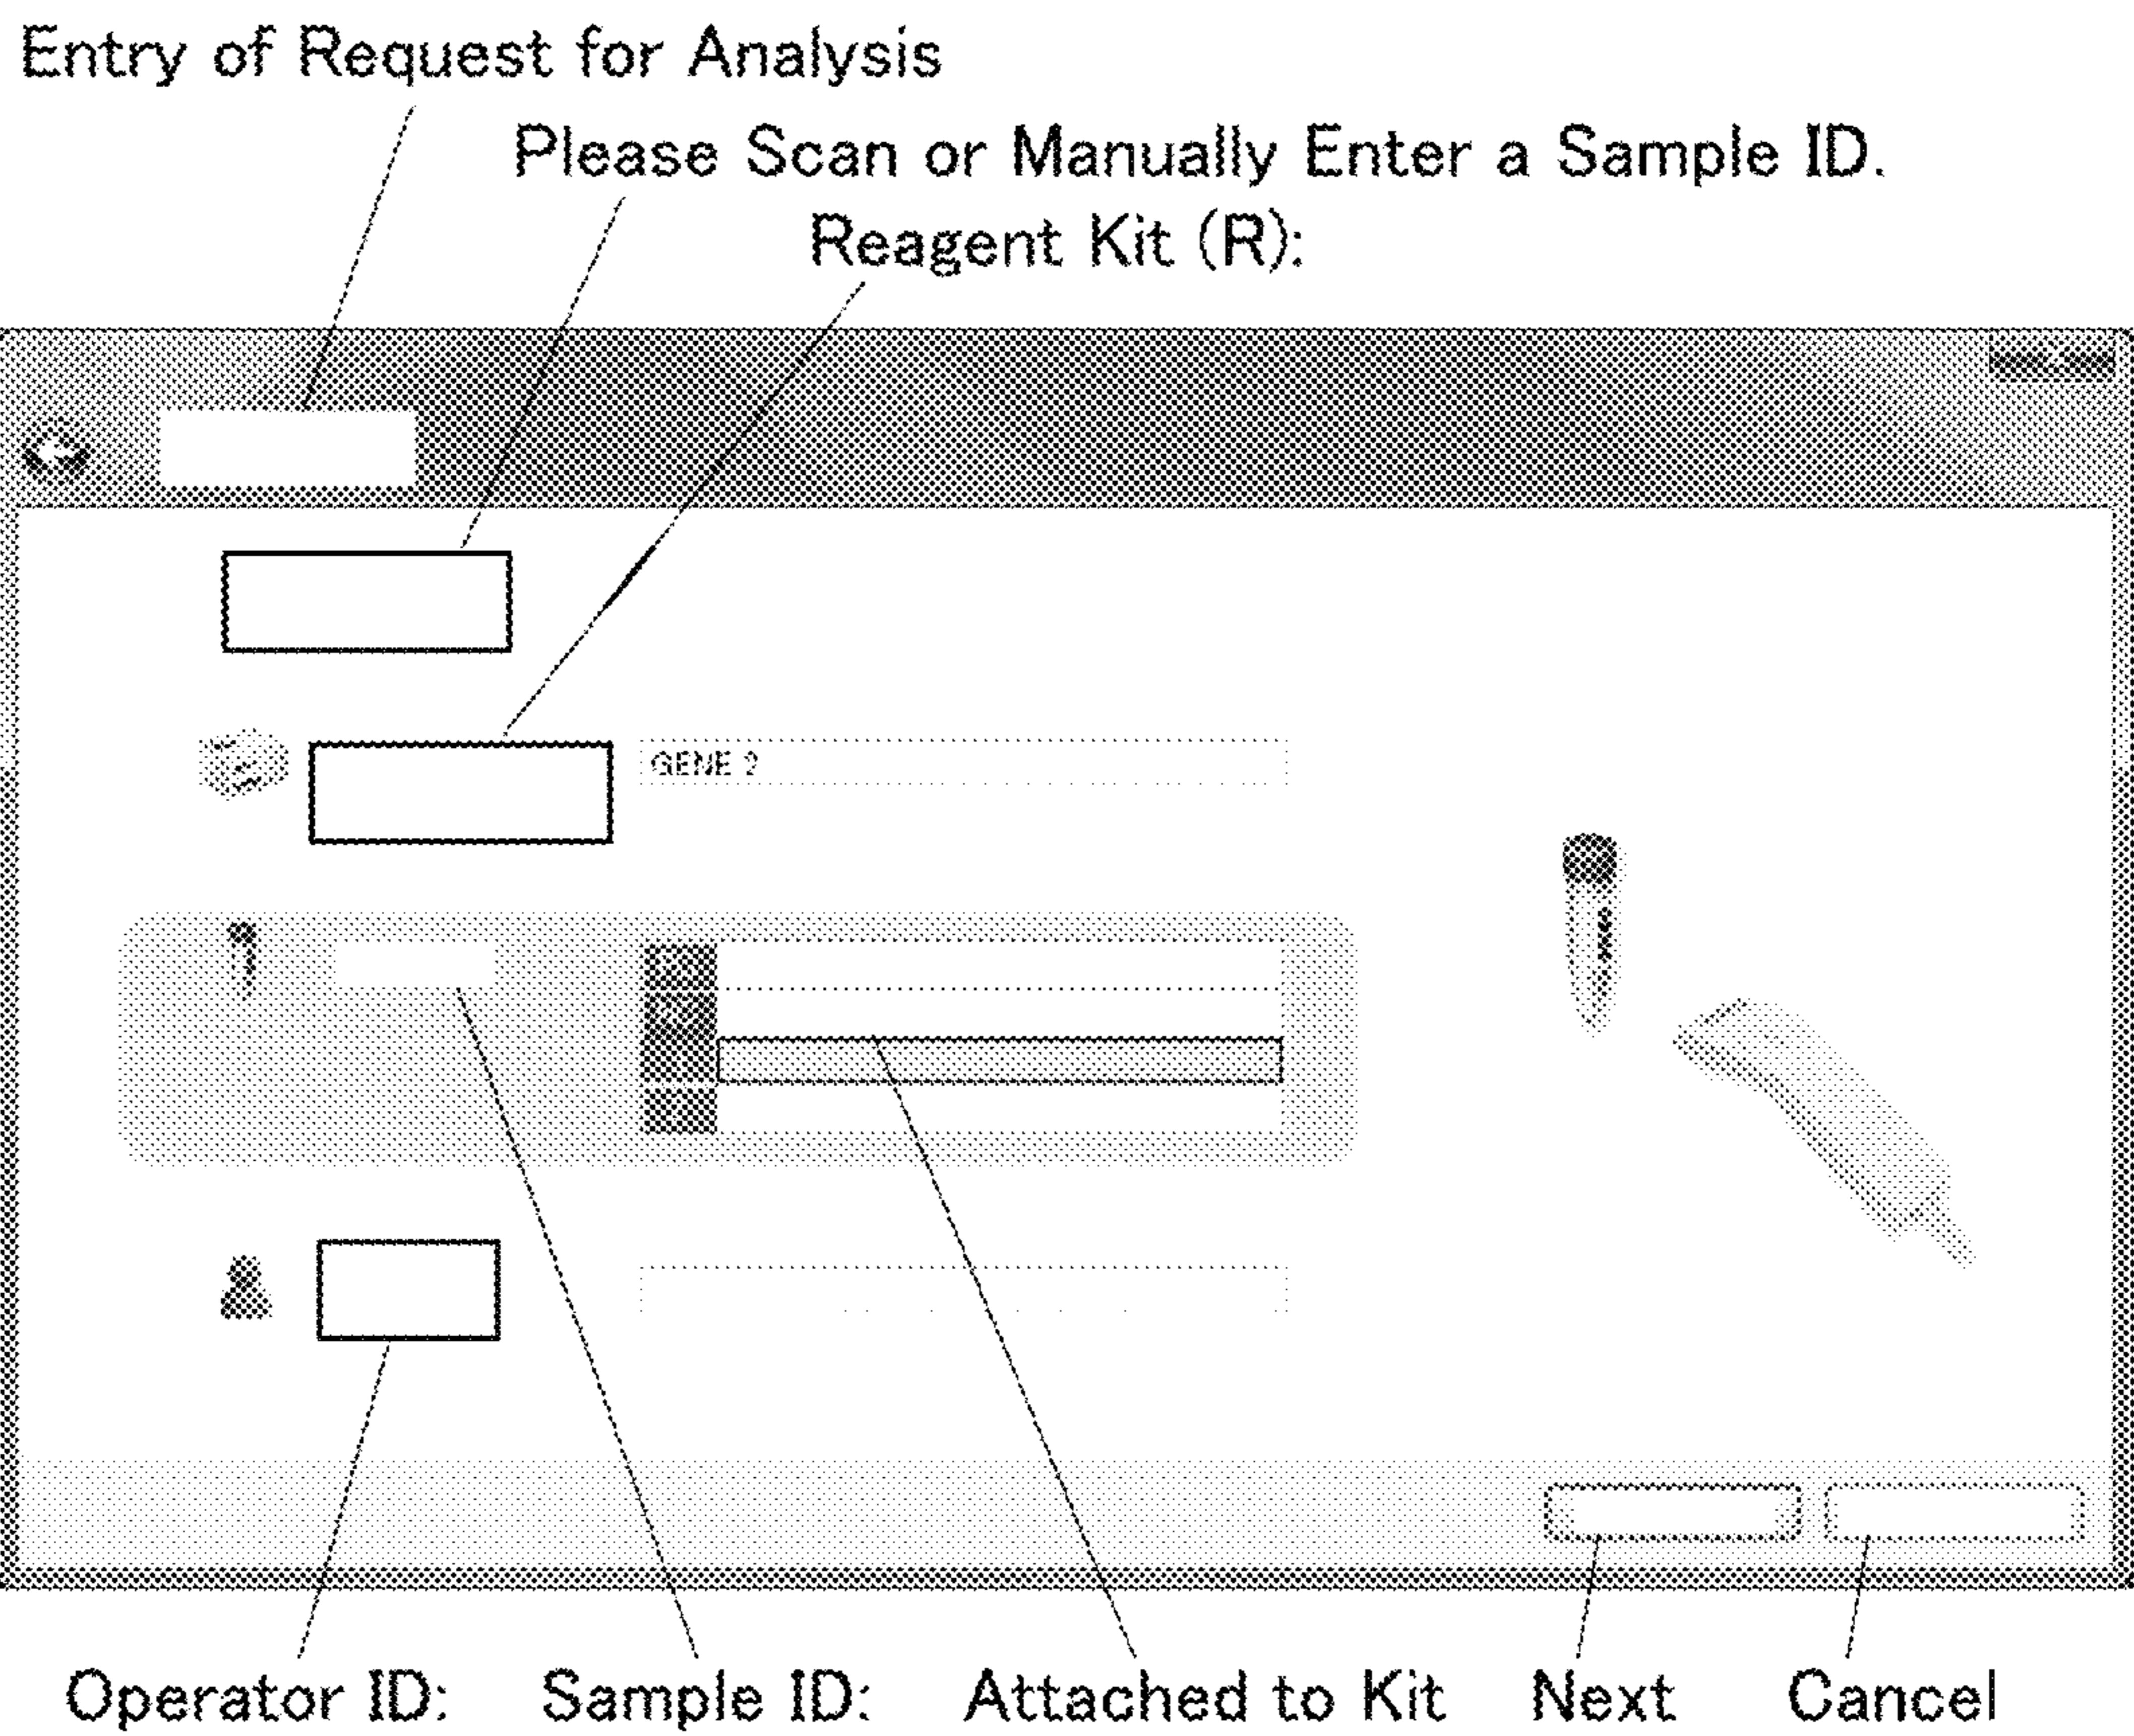 Entry of Request for Analysis
Please Scan or Manually Enter a Sample ID.
Reagent Kit (R):
GENE 2
Operator ID: Sample ID: Attached to Kit Next Cancel